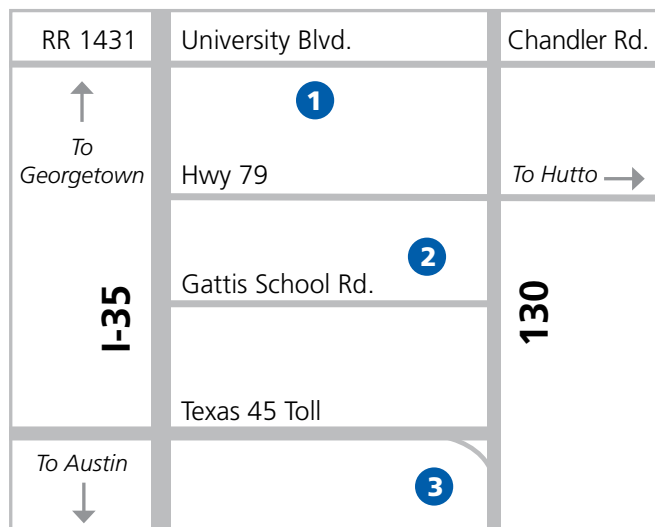 RR 1431
University Blvd.
Chandler Rd.
1
To
Georgetown
Hwy 79
To Hutto
2
Gattis School Rd.
I-35
130
Texas 45 Toll
To Austin
3